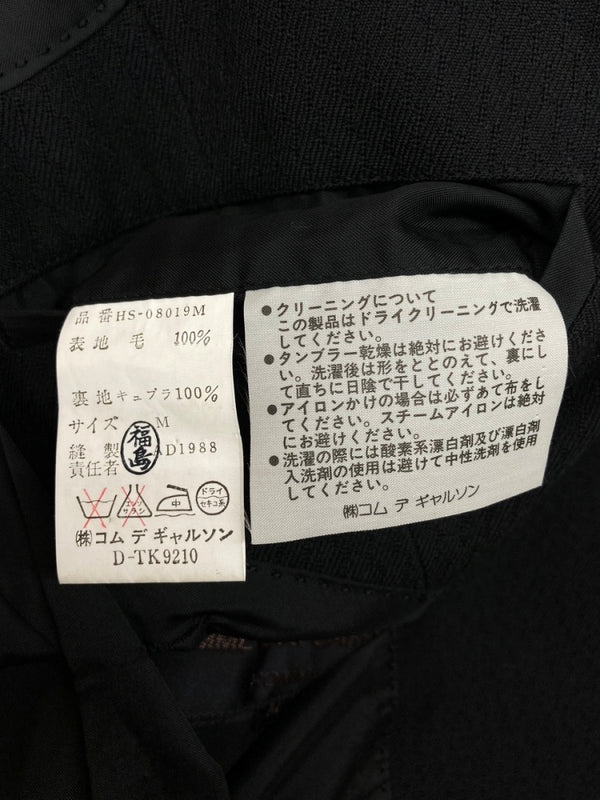 品 番 HS-08019M
表地 毛 100%
裏地 キュプラ 100%
サイズ M
縫 製
責任者
福島
AD1988
エンソ
サラシ
中
ドライ
セキユ系
㈱コム デ ギャルソン
D-TK9210
●クリーニングについて
この製品はドライクリーニングで洗濯
してください。
●タンブラー乾燥は絶対にお避けくださ
い。洗濯後は形をととのえて、裏にし
て直ちに日陰で干してください。
●アイロンかけの場合は必ずあて布をし
てください。スチームアイロンは絶対
にお避けください。
●洗濯の際には酸素系漂白剤及び漂白剤
入洗剤の使用は避けて中性洗剤を使用
してください。
㈱コム デ ギャルソン